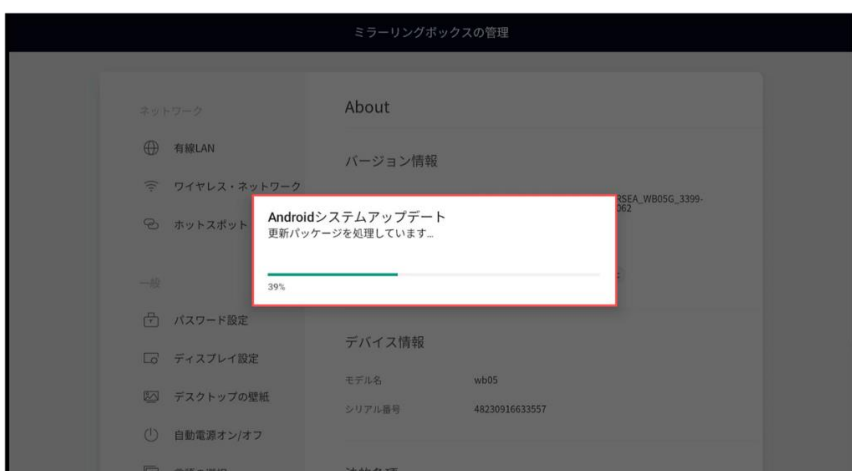 ミラーリングボックスの管理
ネットワーク
有線LAN
ワイヤレス・ネットワーク
ホットスポット
一般
パスワード設定
ディスプレイ設定
デスクトップの壁紙
自動電源オン/オフ
About
バージョン情報
RSEA_WB05G_3399-
062
Androidシステムアップデート
更新パッケージを処理しています…
39%
デバイス情報
モデル名 wb05
シリアル番号 48230916633557